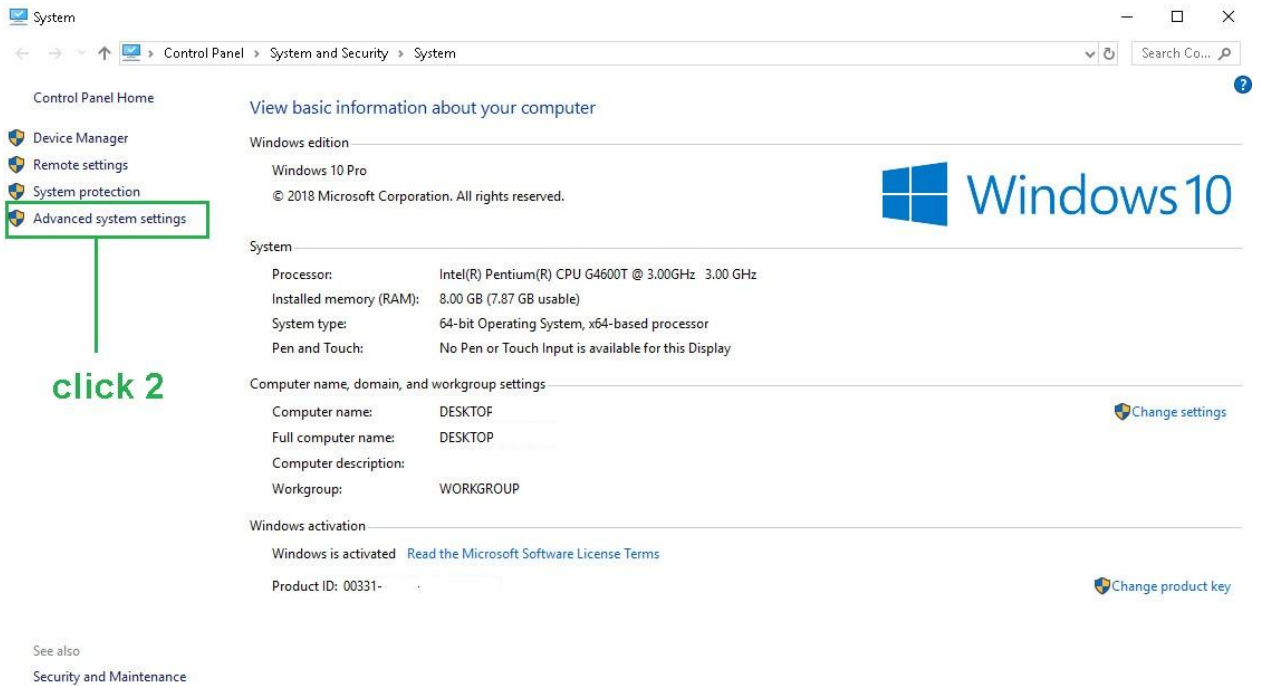 System
Control Panel > System and Security > System
Search Co...
Control Panel Home
Device Manager
Remote settings
System protection
Advanced system settings
click 2
See also
Security and Maintenance
?
View basic information about your computer
Windows edition
Windows 10 Pro
© 2018 Microsoft Corporation. All rights reserved.
Windows 10
System
Processor: Intel(R) Pentium(R) CPU G4600T @ 3.00GHz 3.00 GHz
Installed memory (RAM): 8.00 GB (7.87 GB usable)
System type: 64-bit Operating System, x64-based processor
Pen and Touch: No Pen or Touch Input is available for this Display
Computer name, domain, and workgroup settings
Computer name: DESKTOP
Change settings
Full computer name: DESKTOP
Computer description:
Workgroup: WORKGROUP
Windows activation
Windows is activated Read the Microsoft Software License Terms
Product ID: 00331-
Change product key